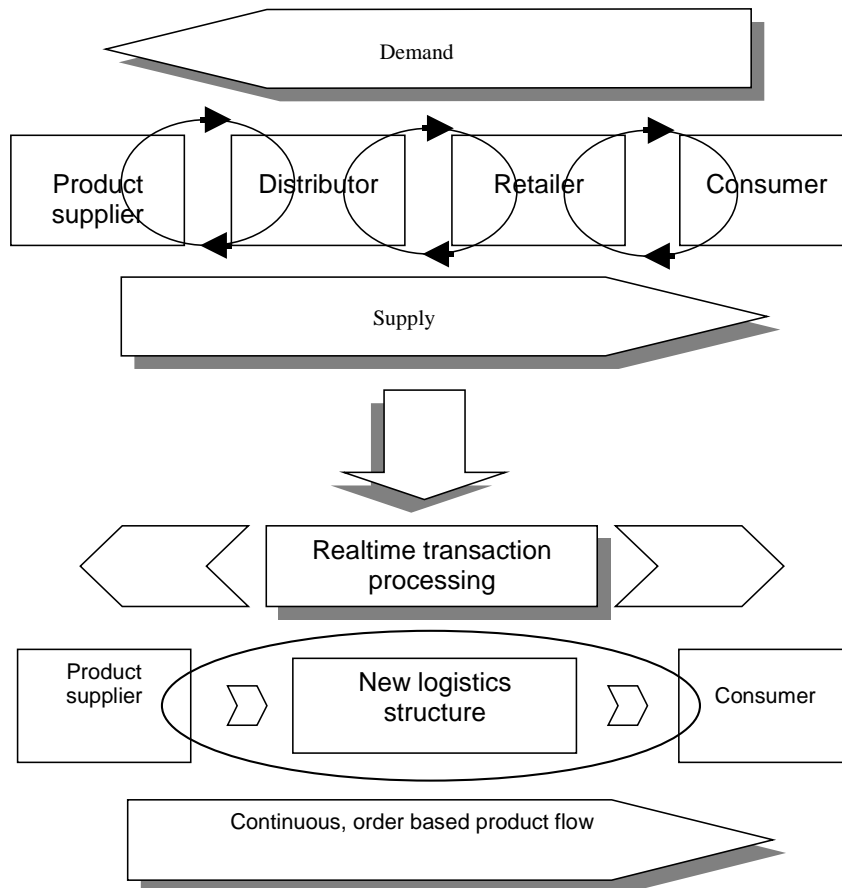 Demand
Product
supplier
Distributor
Retailer
Consumer
Supply
Realtime transaction
processing
Product
supplier
New logistics
structure
Consumer
Continuous, order based product flow